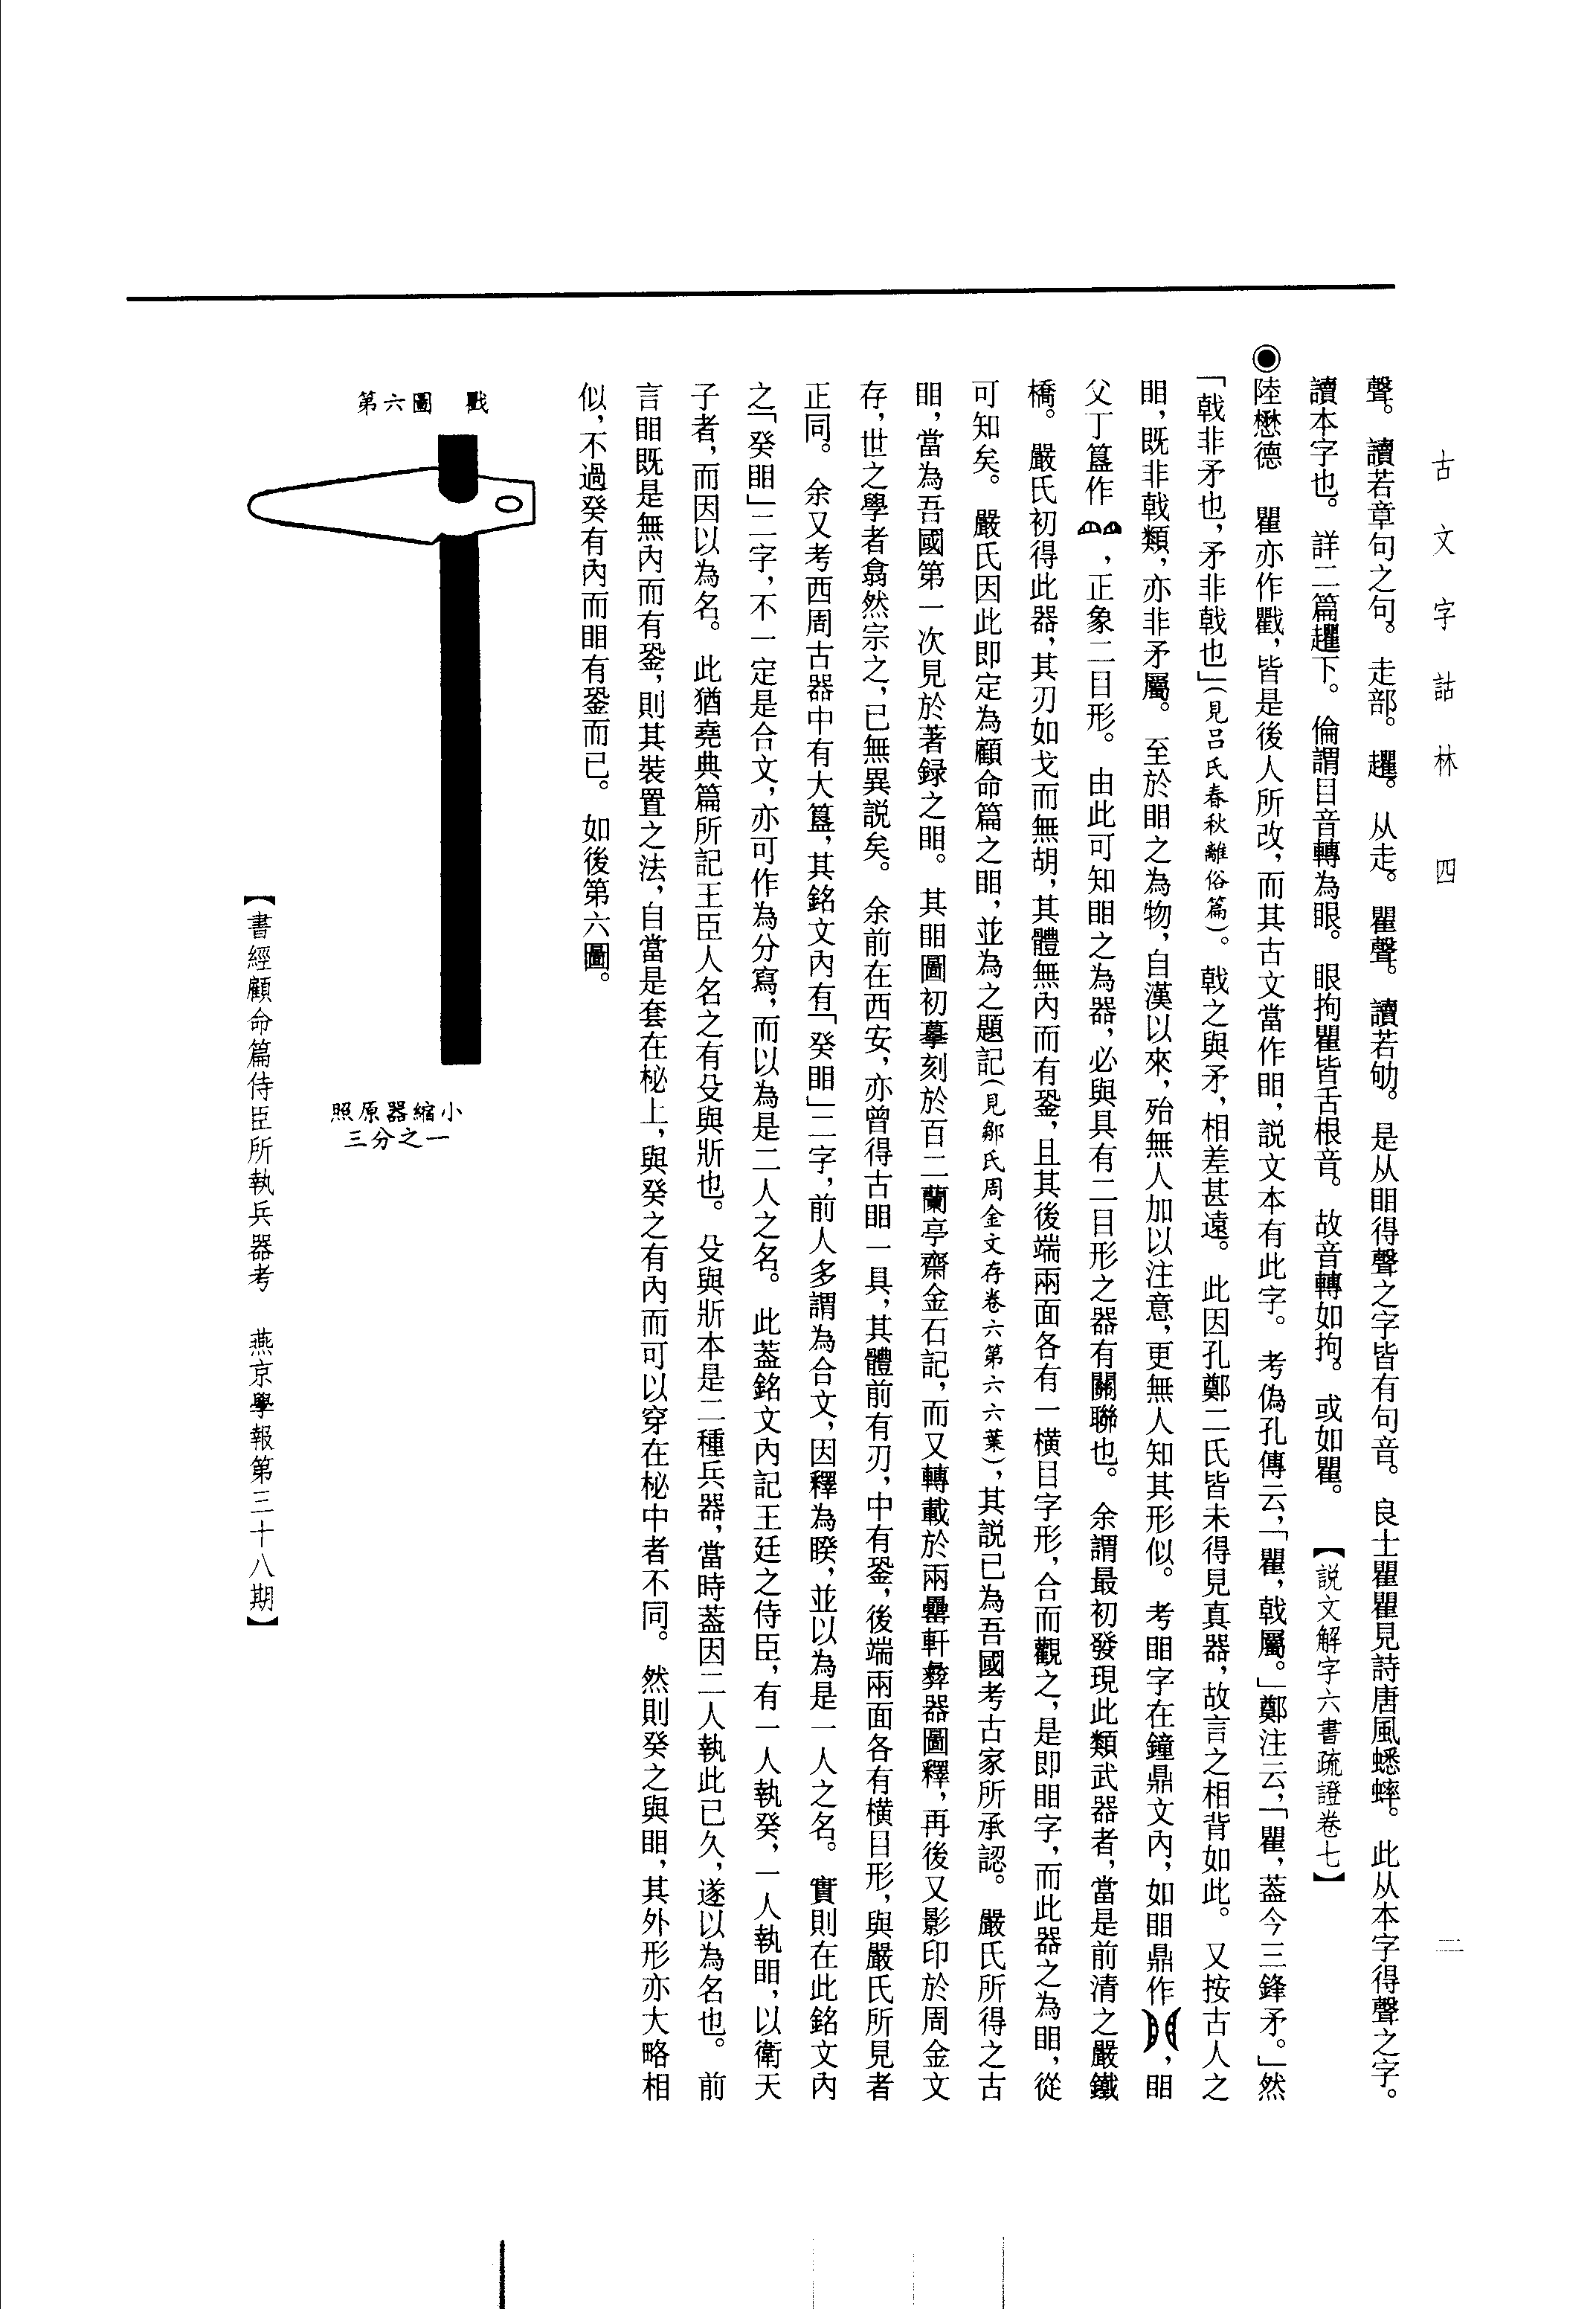 古文字詁林　四
二
聲。讀若章句之句。走部。趯。从走。瞿聲。讀若劬。是从䀠得聲之字皆有句音。良士瞿瞿見詩唐風蟋蟀。此从本字得聲之字。
讀本字也。詳二篇趯下。倫謂目音轉為眼。眼拘瞿皆舌根音。故音轉如拘。或如瞿。【説文解字六書疏證卷七】
◉陸懋德　瞿亦作戵，皆是後人所改，而其古文當作䀠，説文本有此字。考偽孔傳云，「瞿，戟屬。」鄭注云，「瞿，蓋今三鋒矛。」然
「戟非矛也，矛非戟也」（見呂氏春秋離俗篇）。戟之與矛，相差甚遠。此因孔鄭二氏皆未得見真器，故言之相背如此。又按古人之
䀠，既非戟類，亦非矛屬。至於䀠之為物，自漢以來，殆無人加以注意，更無人知其形似。考䀠字在鐘鼎文內，如䀠鼎作，䀠
父丁簋作，正象二目形。由此可知䀠之為器，必與具有二目形之器有關聯也。余謂最初發現此類武器者，當是前清之嚴鐵
橋。嚴氏初得此器，其刃如戈而無胡，其體無內而有銎，且其後端兩面各有一橫目字形，合而觀之，是即䀠字，而此器之為䀠，從
可知矣。嚴氏因此即定為顧命篇之䀠，並為之題記（見鄒氏周金文存卷六第六六葉），其説已為吾國考古家所承認。嚴氏所得之古
䀠，當為吾國第一次見於著録之䀠。其䀠圖初摹刻於百二蘭亭齋金石記，而又轉載於兩罍軒彝器圖釋，再後又影印於周金文
存，世之學者翕然宗之，已無異説矣。余前在西安，亦曾得古䀠一具，其體前有刃，中有銎，後端兩面各有橫目形，與嚴氏所見者
正同。余又考西周古器中有大簋，其銘文內有「癸䀠」二字，前人多謂為合文，因釋為睽，並以為是一人之名。實則在此銘文內
之「癸䀠」二字，不一定是合文，亦可作為分寫，而以為是二人之名。此蓋銘文內記王廷之侍臣，有一人執癸，一人執䀠，以衛天
子者，而因以為名。此猶堯典篇所記王臣人名之有殳與斨也。殳與斨本是二種兵器，當時蓋因二人執此已久，遂以為名也。前
言䀠既是無內而有銎，則其裝置之法，自當是套在柲上，與癸之有內而可以穿在柲中者不同。然則癸之與䀠，其外形亦大略相
似，不過癸有內而䀠有銎而已。如後第六圖。
第六圖　戵
照原器縮小
三分之一
【書經顧命篇侍臣所執兵器考　燕京學報第三十八期】